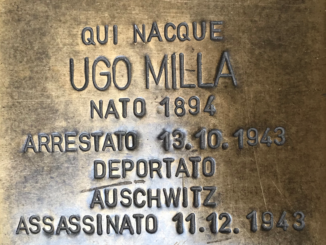 QUI NACQUE
UGO MILLA
NATO 1894
ARRESTATO 13.10.1943
DEPORTATO
AUSCHWITZ
ASSASSINATO 11.12.1943